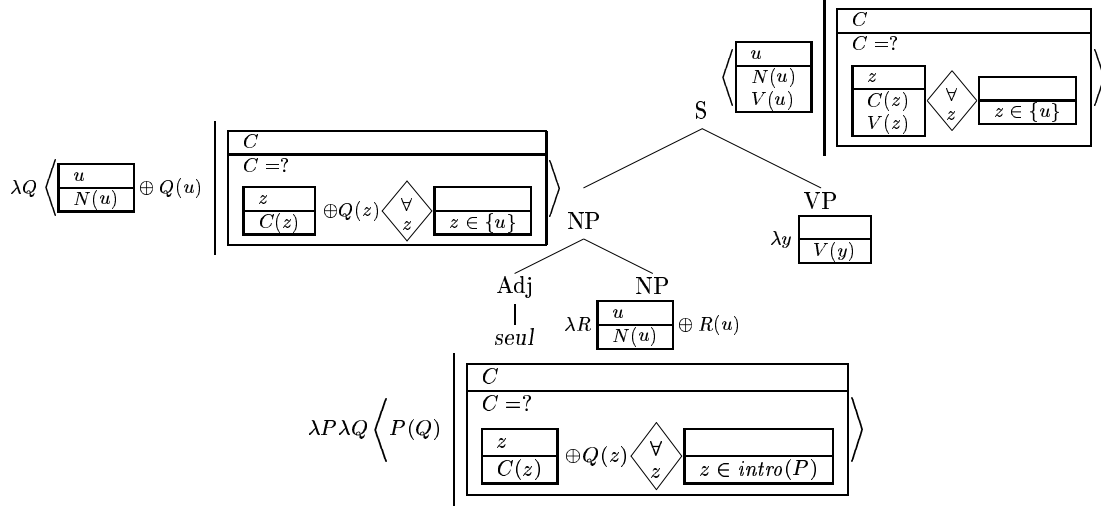 C
C =?
u
N(u)
V(u)
z
C(z)
V(z)
∀
z
z ∈ {u}
S
C
C =?
λQ
u
N(u)
⊕ Q(u)
z
C(z)
⊕Q(z)
∀
z
z ∈ {u}
NP
VP
λy
V(y)
Adj
NP
seul
λR
u
N(u)
⊕ R(u)
C
C =?
λPλQ
P(Q)
z
C(z)
⊕Q(z)
∀
z
z ∈ intro(P)